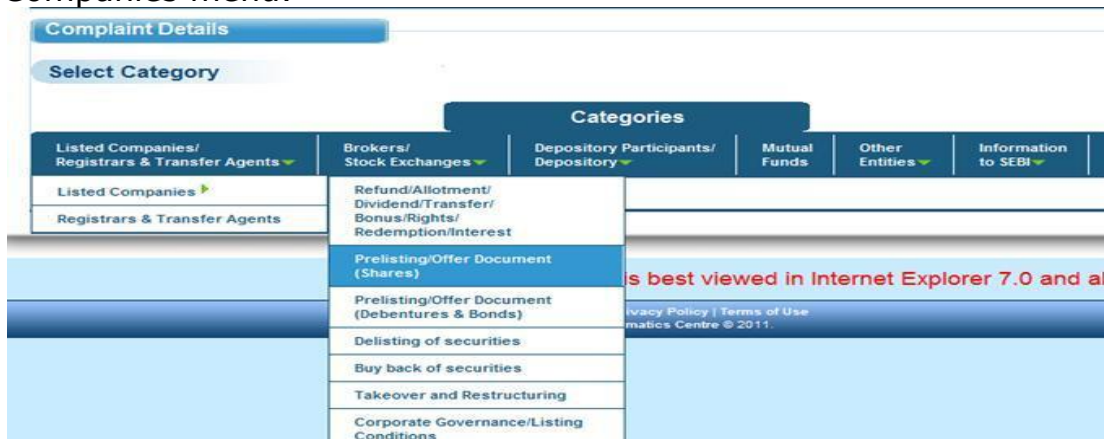 Companies menu.
Complaint Details
Select Category
Categories
Listed Companies/
Registrars & Transfer Agents
Brokers/
Stock Exchanges
Depository Participants/
Depository
Mutual
Funds
Other
Entities
Information
to SEBI
Listed Companies
Registrars & Transfer Agents
Refund/Allotment/
Dividend/Transfer/
Bonus/Rights/
Redemption/Interest
Prelisting/Offer Document
(Shares)
Prelisting/Offer Document
(Debentures & Bonds)
Delisting of securities
Buy back of securities
Takeover and Restructuring
Corporate Governance/Listing
Conditions
is best viewed in Internet Explorer 7.0 and
ivacy Policy | Terms of Use
matics Centre © 2011.